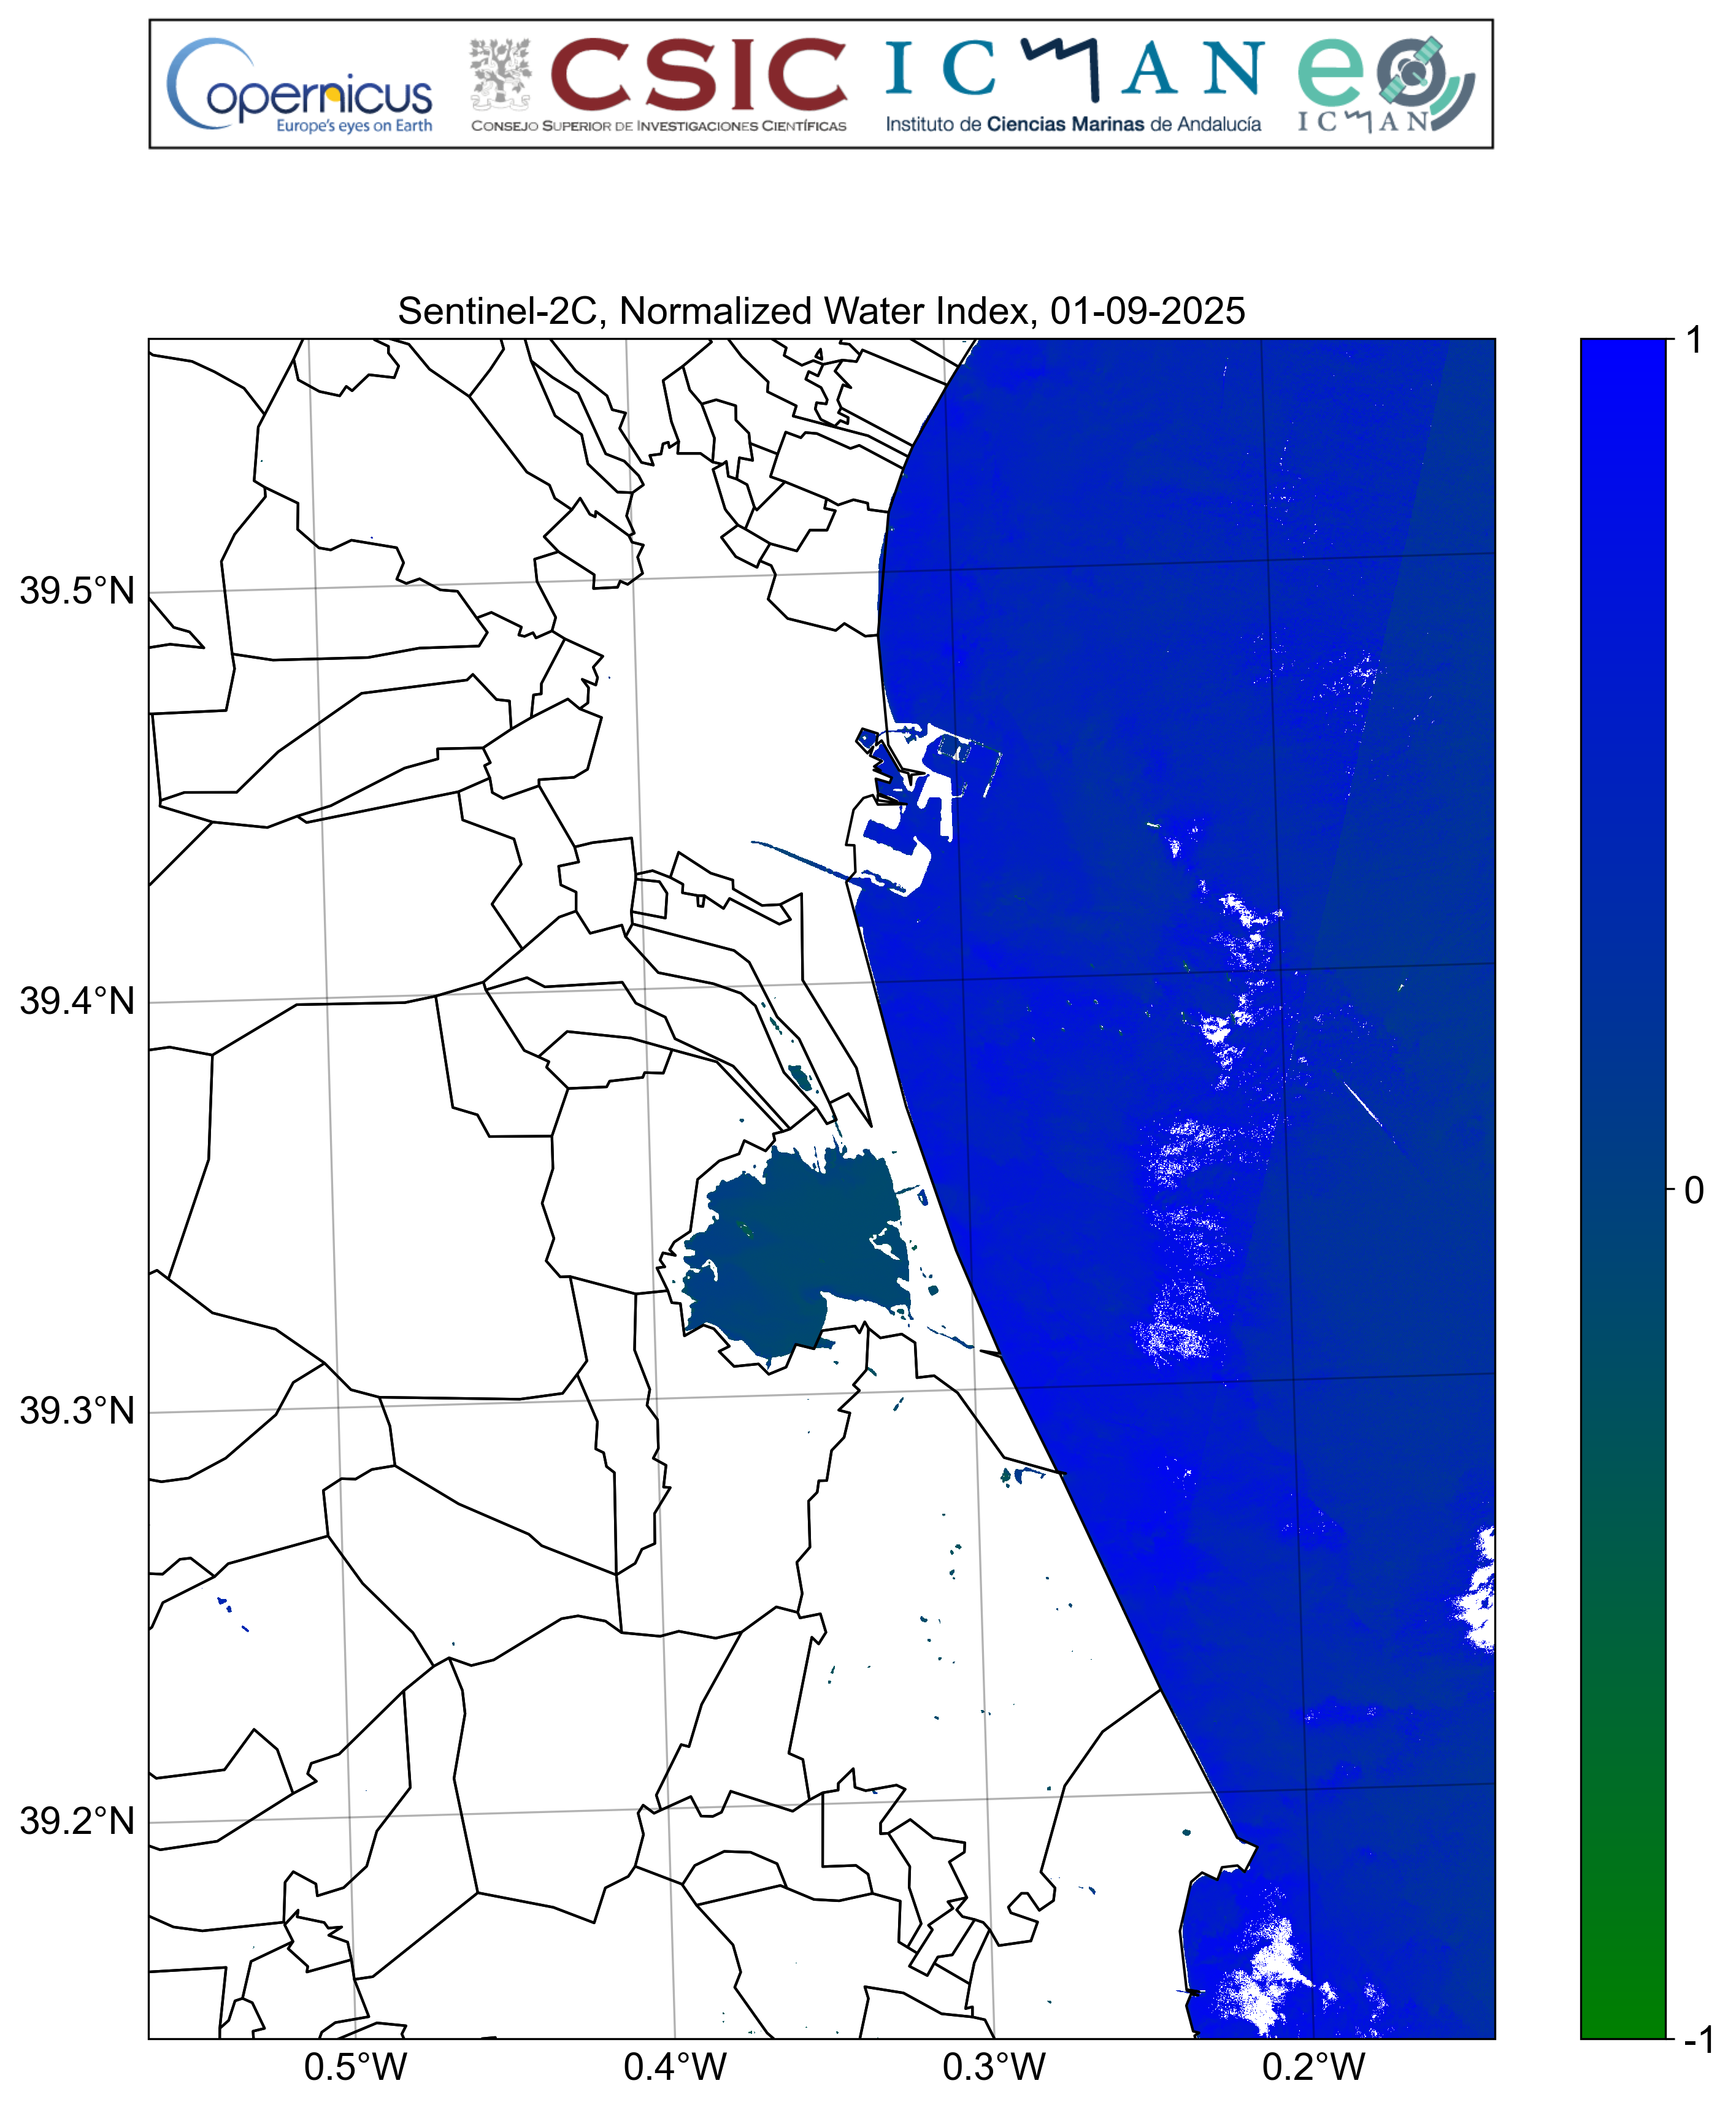 Copernicus
Europe's eyes on Earth
CSIC
CONSEJO SUPERIOR DE INVESTIGACIONES CIENTÍFICAS
ICMAN
Instituto de Ciencias Marinas de Andalucía
eo
ICMAN
Sentinel-2C, Normalized Water Index, 01-09-2025
1
39.5°N
39.4°N
0
39.3°N
39.2°N
-1
0.5°W 0.4°W 0.3°W 0.2°W